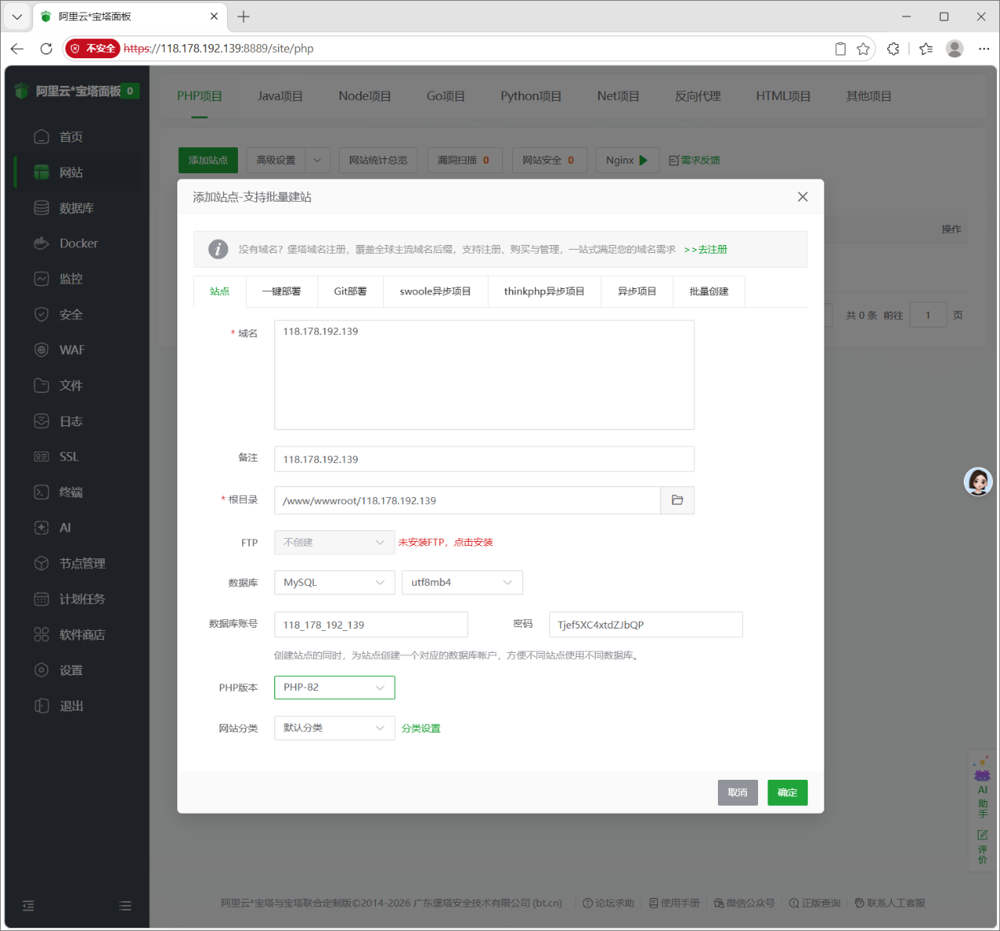 阿里云*宝塔面板
不安全 https://118.178.192.139:8889/site/php
阿里云*宝塔面板 0
首页
网站
数据库
Docker
监控
安全
WAF
文件
日志
SSL
终端
AI
节点管理
计划任务
软件商店
设置
退出
PHP项目 Java项目 Node项目 Go项目 Python项目 Net项目 反向代理 HTML项目 其他项目
添加站点 高级设置 网站统计总览 漏洞扫描 0 网站安全 0 Nginx 需求反馈
操作
共 0 条 前往 1 页
添加站点-支持批量建站
没有域名？堡塔域名注册，覆盖全球主流域名后缀，支持注册、购买与管理，一站式满足您的域名需求 >>去注册
站点 一键部署 Git部署 swoole异步项目 thinkphp异步项目 异步项目 批量创建
* 域名 118.178.192.139
备注 118.178.192.139
* 根目录 /www/wwwroot/118.178.192.139
FTP 不创建 未安装FTP，点击安装
数据库 MySQL utf8mb4
数据库账号 118_178_192_139 密码 Tjef5XC4xtdZJbQP
创建站点的同时，为站点创建一个对应的数据库帐户，方便不同站点使用不同数据库。
PHP版本 PHP-82
网站分类 默认分类 分类设置
取消 确定
AI
助
手
评
价
阿里云*宝塔与宝塔联合定制版©2014-2026 广东堡塔安全技术有限公司 (bt.cn) 论坛求助 使用手册 微信公众号 正版查询 联系人工客服